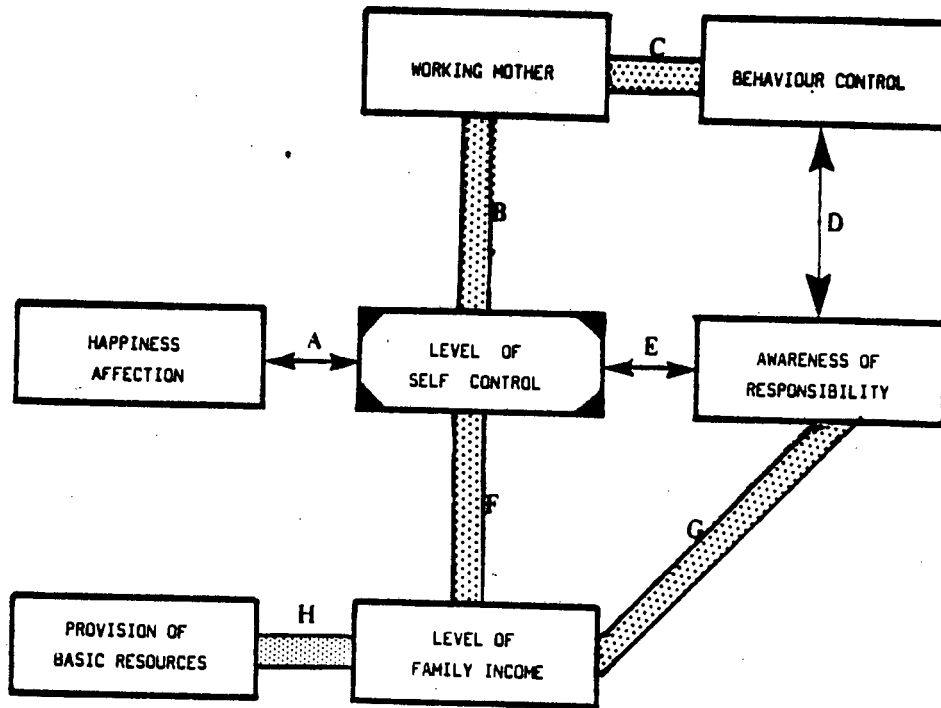 C
WORKING MOTHER
BEHAVIOUR CONTROL
B
D
HAPPINESS
AFFECTION
A
LEVEL OF
SELF CONTROL
E
AWARENESS OF
RESPONSIBILITY
F
G
PROVISION OF
BASIC RESOURCES
H
LEVEL OF
FAMILY INCOME